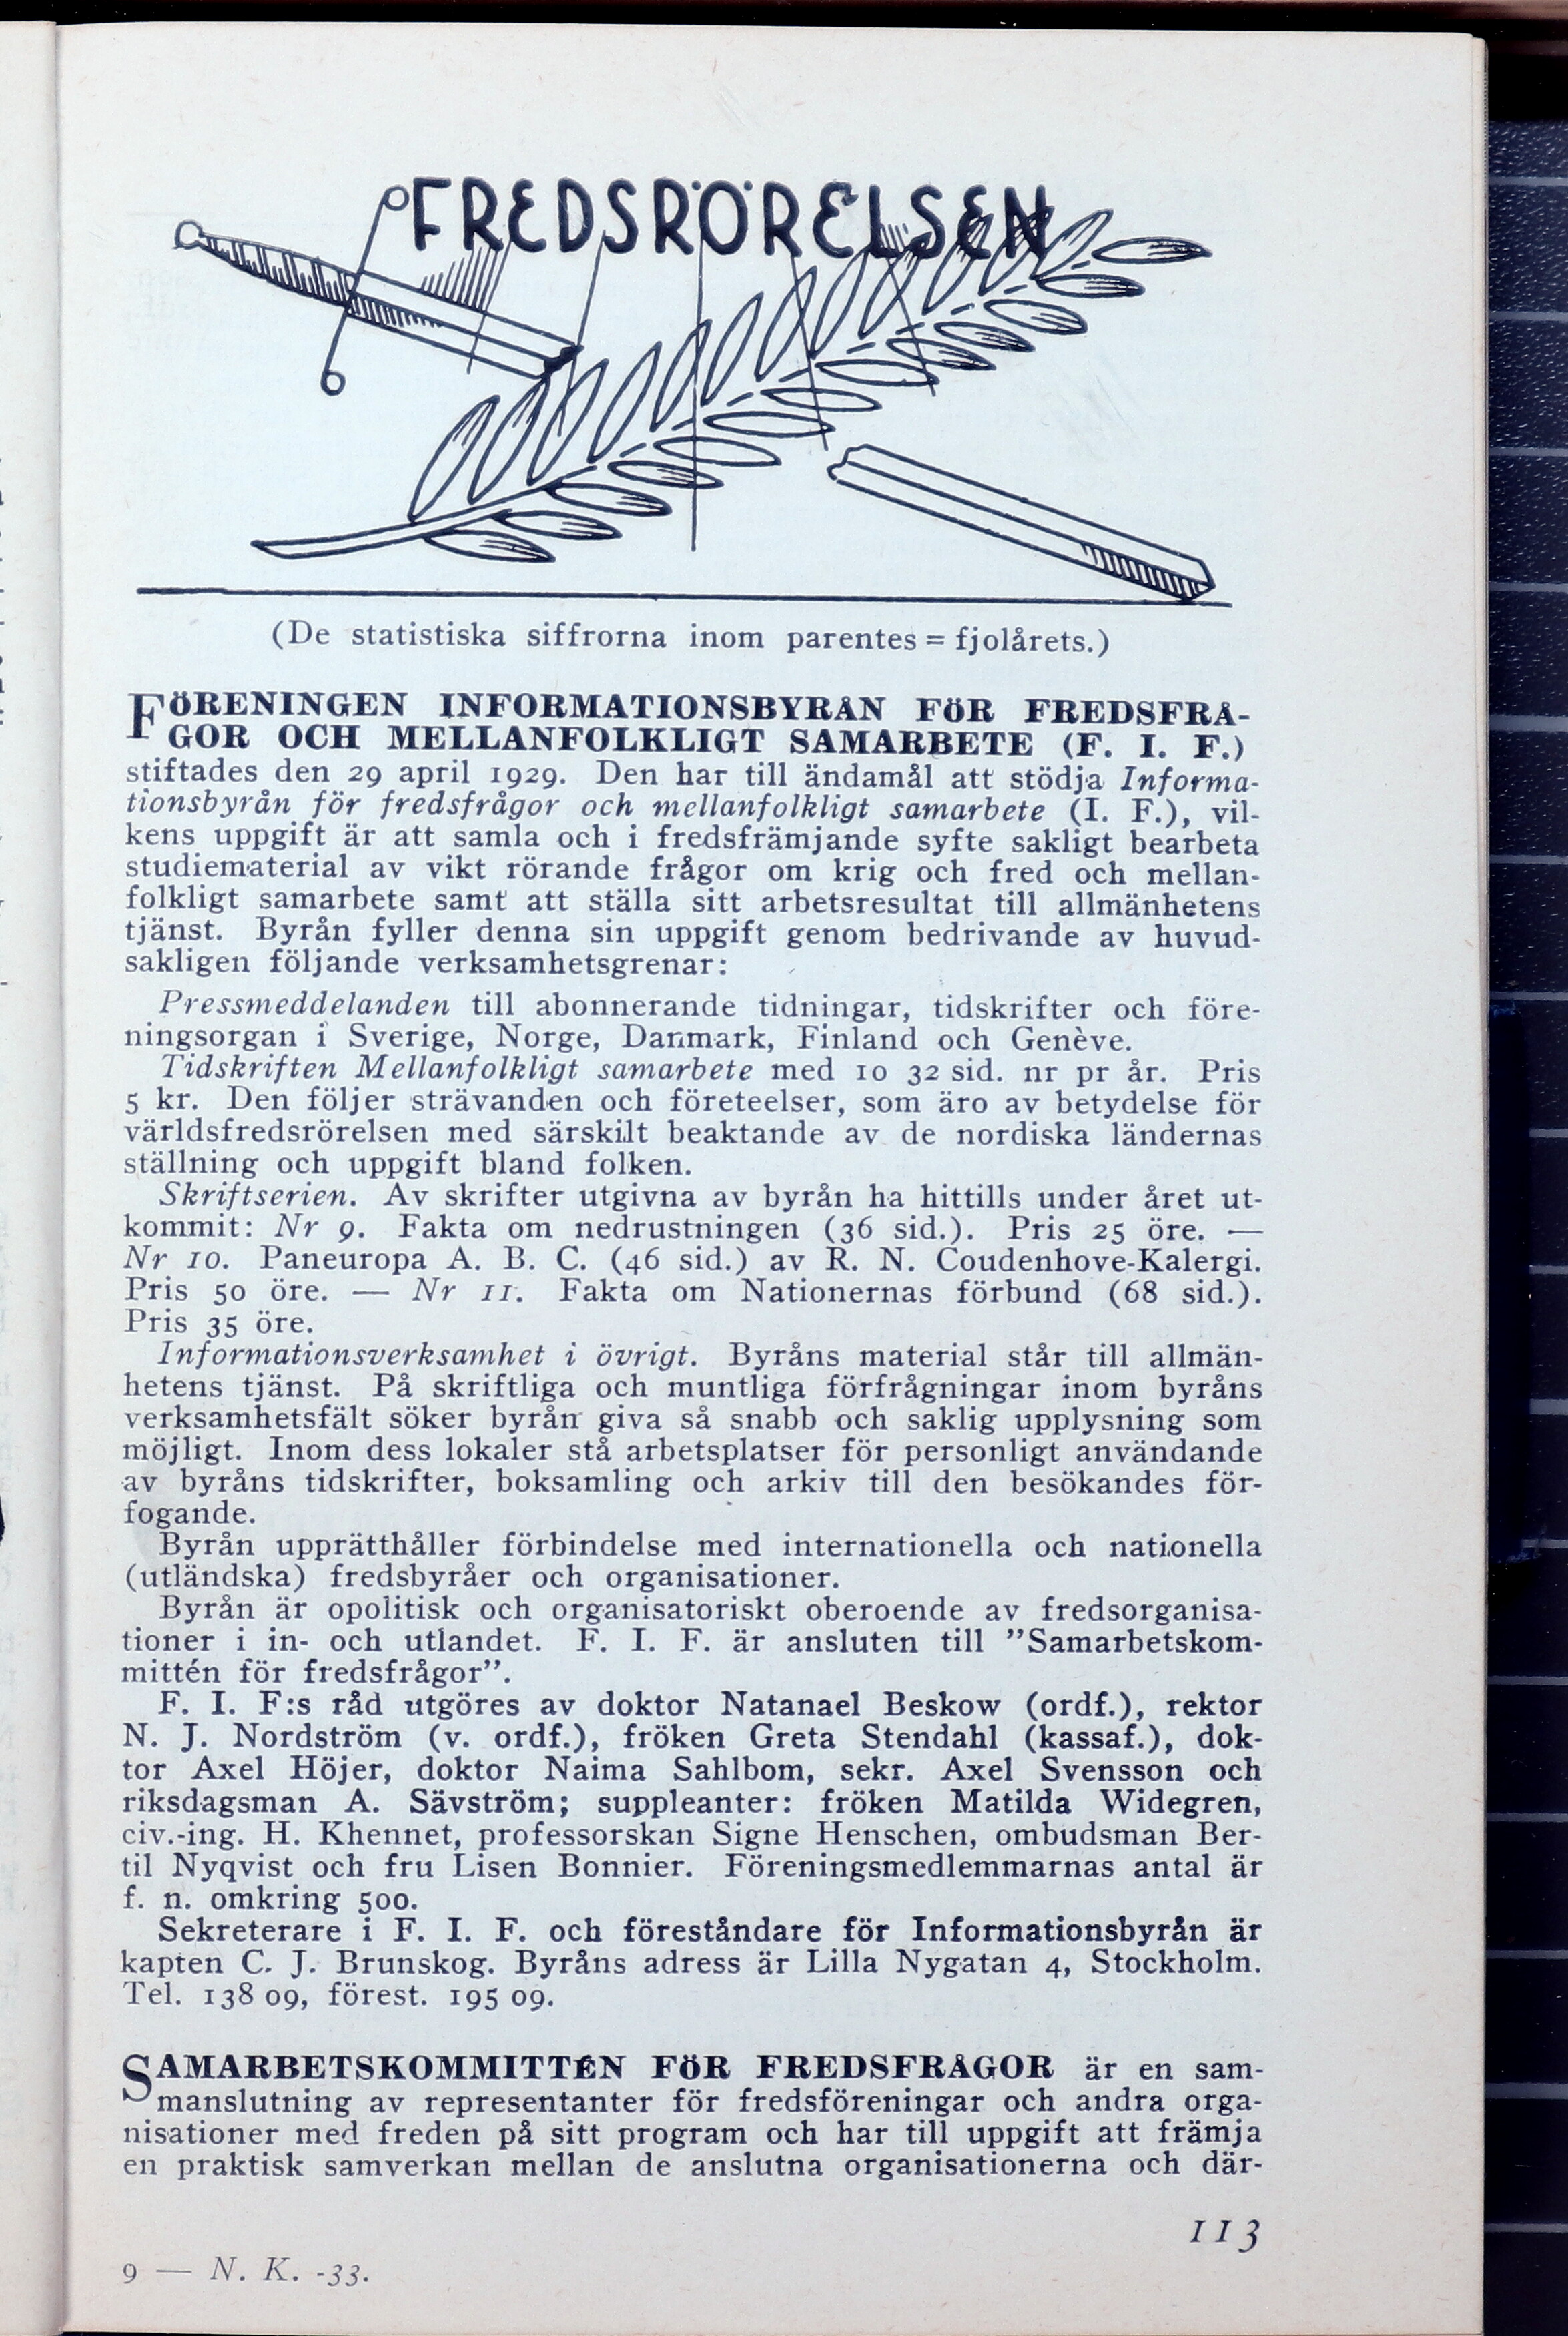 FREDSRÖRELSEN
(De statistiska siffrorna inom parentes = fjolårets.)
FÖRENINGEN INFORMATIONSBYRÅN FÖR FREDSFRÅ-
GOR OCH MELLANFOLKLIGT SAMARBETE (F. I. F.)
stiftades den 29 april 1929. Den har till ändamål att stödja Informa-
tionsbyrån för fredsfrågor och mellanfolkligt samarbete (I. F.), vil-
kens uppgift är att samla och i fredsfrämjande syfte sakligt bearbeta
studiematerial av vikt rörande frågor om krig och fred och mellan-
folkligt samarbete samt att ställa sitt arbetsresultat till allmänhetens
tjänst. Byrån fyller denna sin uppgift genom bedrivande av huvud-
sakligen följande verksamhetsgrenar:
Pressmeddelanden till abonnerande tidningar, tidskrifter och före-
ningsorgan i Sverige, Norge, Danmark, Finland och Genève.
Tidskriften Mellanfolkligt samarbete med 10 32 sid. nr pr år. Pris
5 kr. Den följer strävanden och företeelser, som äro av betydelse för
världsfredsrörelsen med särskilt beaktande av de nordiska ländernas
ställning och uppgift bland folken.
Skriftserien. Av skrifter utgivna av byrån ha hittills under året ut-
kommit: Nr 9. Fakta om nedrustningen (36 sid.). Pris 25 öre. —
Nr 10. Paneuropa A. B. C. (46 sid.) av R. N. Coudenhove-Kalergi.
Pris 50 öre. — Nr 11. Fakta om Nationernas förbund (68 sid.).
Pris 35 öre.
Informationsverksamhet i övrigt. Byråns material står till allmän-
hetens tjänst. På skriftliga och muntliga förfrågningar inom byråns
verksamhetsfält söker byrån giva så snabb och saklig upplysning som
möjligt. Inom dess lokaler stå arbetsplatser för personligt användande
av byråns tidskrifter, boksamling och arkiv till den besökandes för-
fogande.
Byrån upprätthåller förbindelse med internationella och nationella
(utländska) fredsbyråer och organisationer.
Byrån är opolitisk och organisatoriskt oberoende av fredsorganisa-
tioner i in- och utlandet. F. I. F. är ansluten till ”Samarbetskom-
mittén för fredsfrågor”.
F. I. F:s råd utgöres av doktor Natanael Beskow (ordf.), rektor
N. J. Nordström (v. ordf.), fröken Greta Stendahl (kassaf.), dok-
tor Axel Höjer, doktor Naima Sahlbom, sekr. Axel Svensson och
riksdagsman A. Sävström; suppleanter: fröken Matilda Widegren,
civ.-ing. H. Khennet, professorskan Signe Henschen, ombudsman Ber-
til Nyqvist och fru Lisen Bonnier. Föreningsmedlemmarnas antal är
f. n. omkring 500.
Sekreterare i F. I. F. och föreståndare för Informationsbyrån är
kapten C. J. Brunskog. Byråns adress är Lilla Nygatan 4, Stockholm.
Tel. 138 09, förest. 195 09.
SAMARBETSKOMMITTÉN FÖR FREDSFRÅGOR är en sam-
manslutning av representanter för fredsföreningar och andra orga-
nisationer med freden på sitt program och har till uppgift att främja
en praktisk samverkan mellan de anslutna organisationerna och där-
113
9 — N. K. -33.